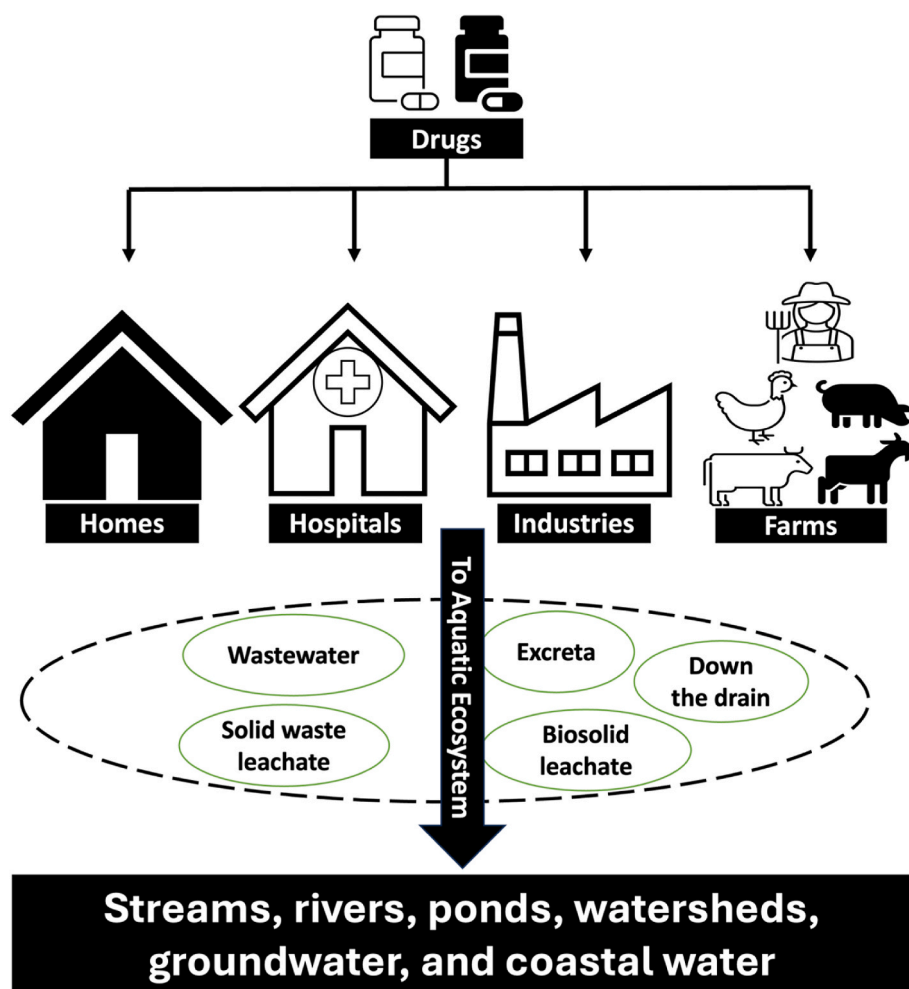 Drugs
Homes
Hospitals
Industries
Farms
To Aquatic Ecosystem
Wastewater
Excreta
Down
the drain
Solid waste
leachate
Biosolid
leachate
Streams, rivers, ponds, watersheds,
groundwater, and coastal water